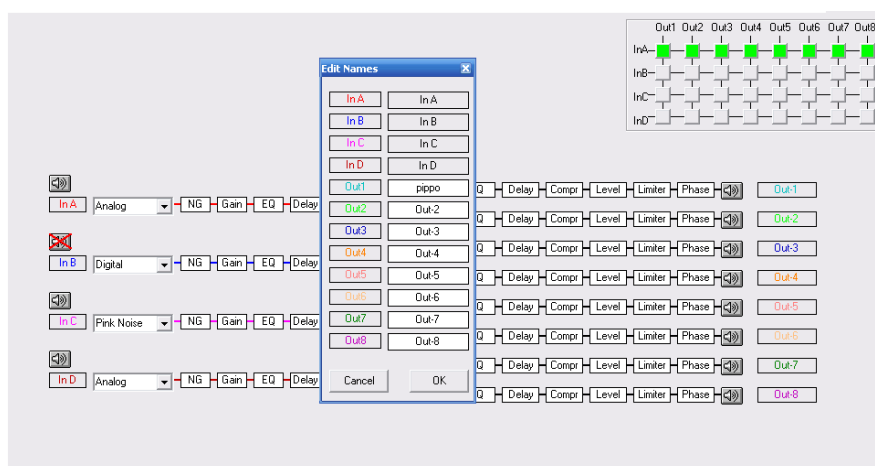 Out1 Out2 Out3 Out4 Out5 Out6 Out7 Out8
InA
InB
InC
InD
Edit Names
In A In A
In B In B
In C In C
In D In D
Out1 pippo
Out2 Out-2
Out3 Out-3
Out4 Out-4
Out5 Out-5
Out6 Out-6
Out7 Out-7
Out8 Out-8
Cancel OK
In A Analog NG Gain EQ Delay
In B Digital NG Gain EQ Delay
In C Pink Noise NG Gain EQ Delay
In D Analog NG Gain EQ Delay
Q Delay Compr Level Limiter Phase Out-1
Q Delay Compr Level Limiter Phase Out-2
Q Delay Compr Level Limiter Phase Out-3
Q Delay Compr Level Limiter Phase Out-4
Q Delay Compr Level Limiter Phase Out-5
Q Delay Compr Level Limiter Phase Out-6
Q Delay Compr Level Limiter Phase Out-7
Q Delay Compr Level Limiter Phase Out-8